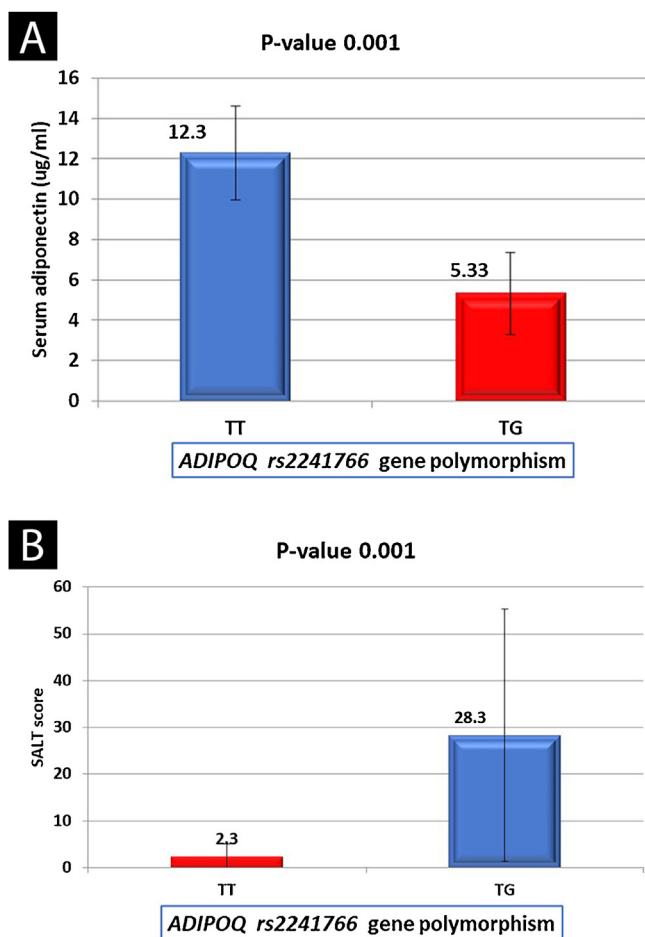 A
P-value 0.001
Serum adiponectin (ug/ml)
16
14
12
10
8
6
4
2
0
12.3
5.33
TT
TG
ADIPOQ rs2241766 gene polymorphism
B
P-value 0.001
SALT score
60
50
40
30
20
10
0
2.3
28.3
TT
TG
ADIPOQ rs2241766 gene polymorphism